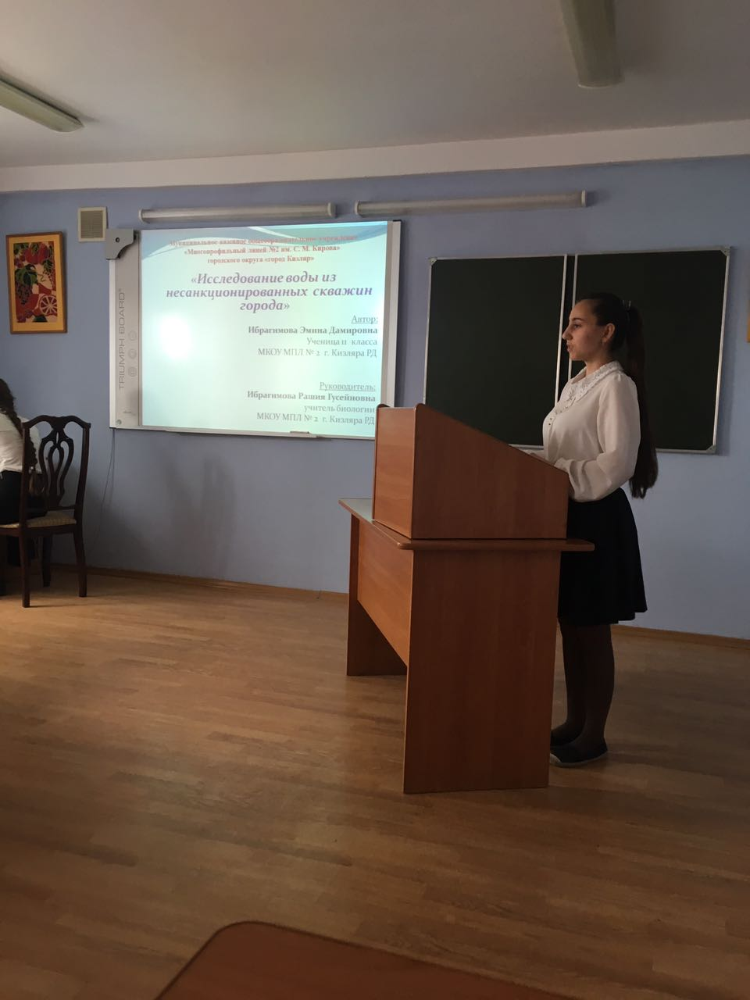 Муниципальное казенное общеобразовательное учреждение
«Многопрофильный лицей №2 им. С. М. Кирова»
городского округа «город Кизляр»
«Исследование воды из
несанкционированных скважин
города»
Автор:
Ибрагимова Эмина Дамировна
Ученица 11 класса
МКОУ МПЛ № 2 г. Кизляра РД
Руководитель:
Ибрагимова Рашия Гусейновна
учитель биологии
МКОУ МПЛ № 2 г. Кизляра РД
TRIUMPH BOARD